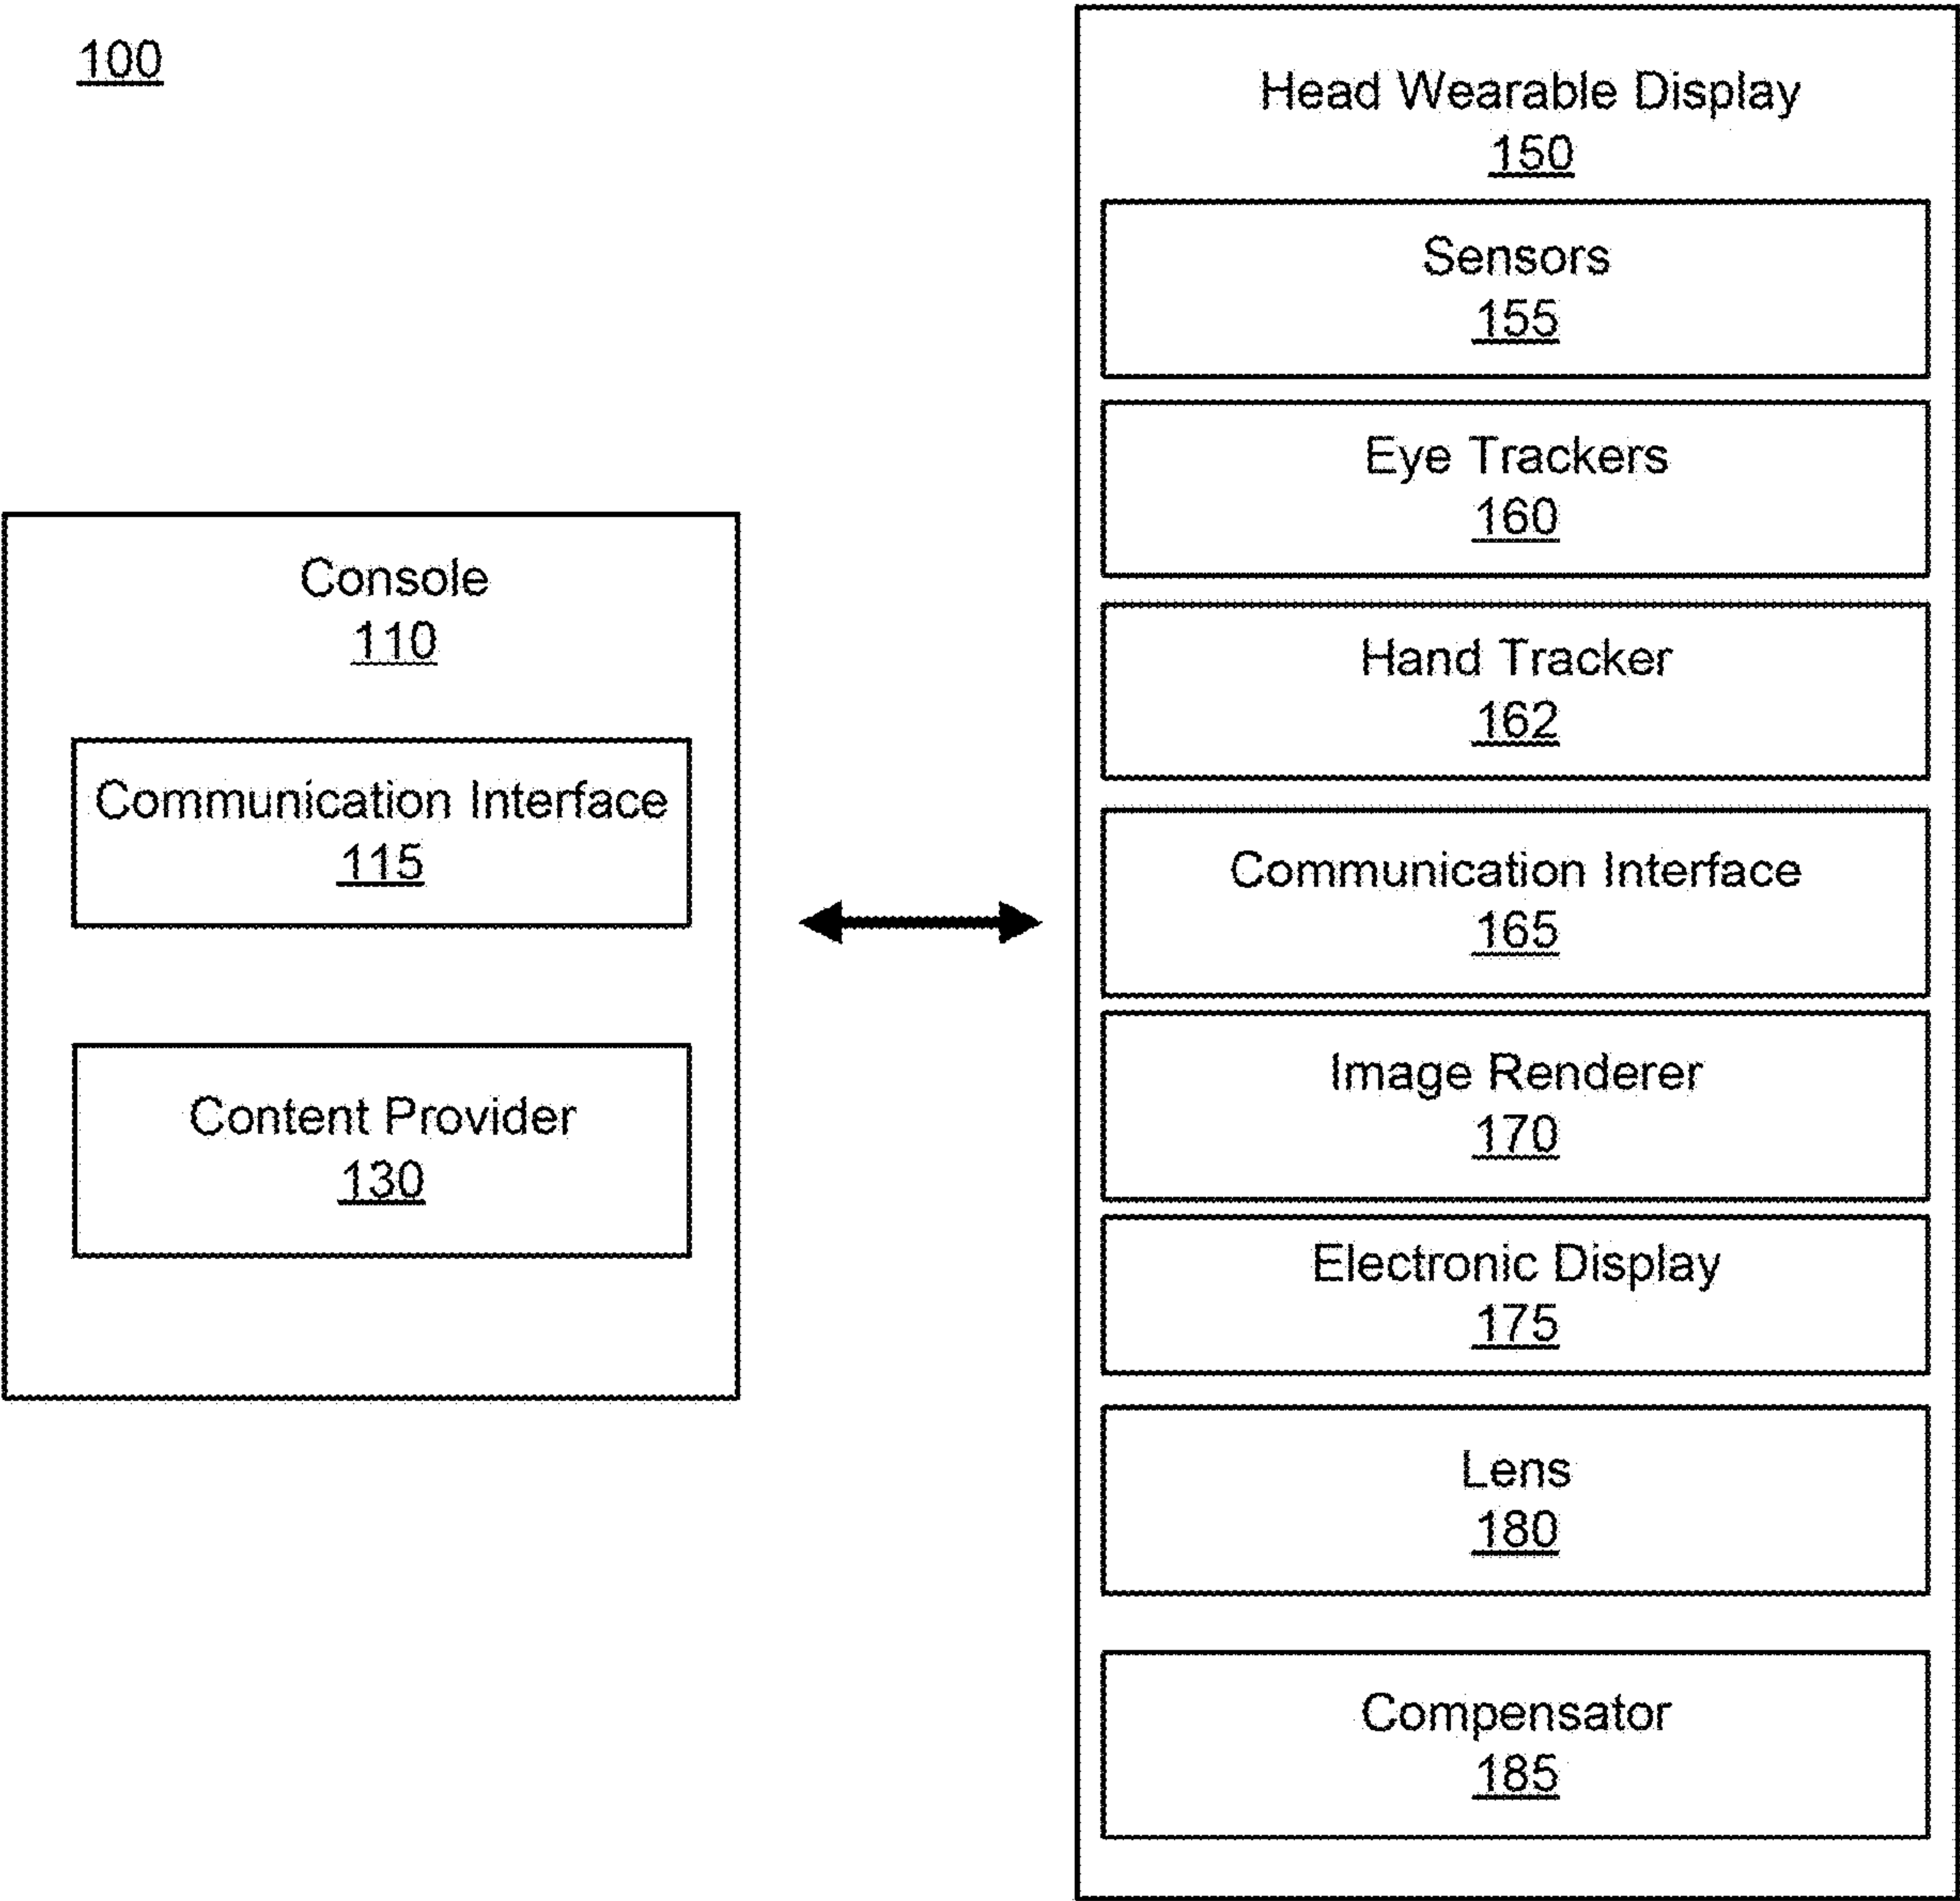 100
Console
110
Communication Interface
115
Content Provider
130
Head Wearable Display
150
Sensors
155
Eye Trackers
160
Hand Tracker
162
Communication Interface
165
Image Renderer
170
Electronic Display
175
Lens
180
Compensator
185